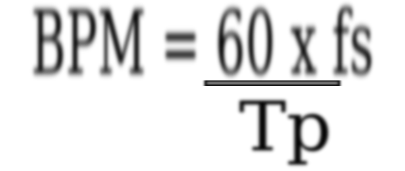 BPM = 60 x fs
Tp